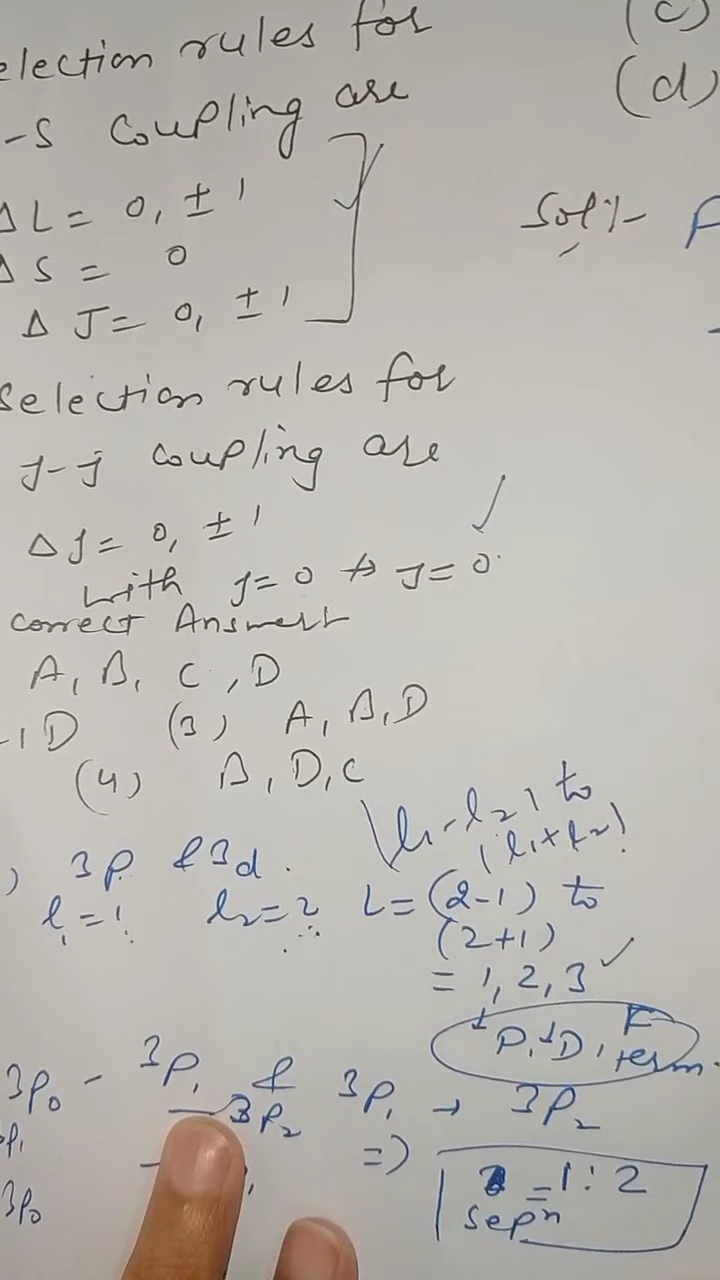 election rules for
-S coupling are
ΔL = 0, ±1
ΔS = 0
ΔJ = 0, ±1
Selection rules for
J-j coupling are
ΔJ = 0, ±1
with J=0 ↛ J=0
correct Answer
A, B, C, D
D (3) A, B, D
(4) B, D, C
(c)
(d)
Sol:-
|l₁-l₂| to
|l₁+l₂|
) 3P & 3d.
l₁=1, l₂=2 L=(2-1) to
(2+1)
= 1, 2, 3
P, D, F term.
3P₀ - ³P₁ & ³P₁ → 3P₂
3P₂
P₁
3P₀
=> = 1:2
sepn